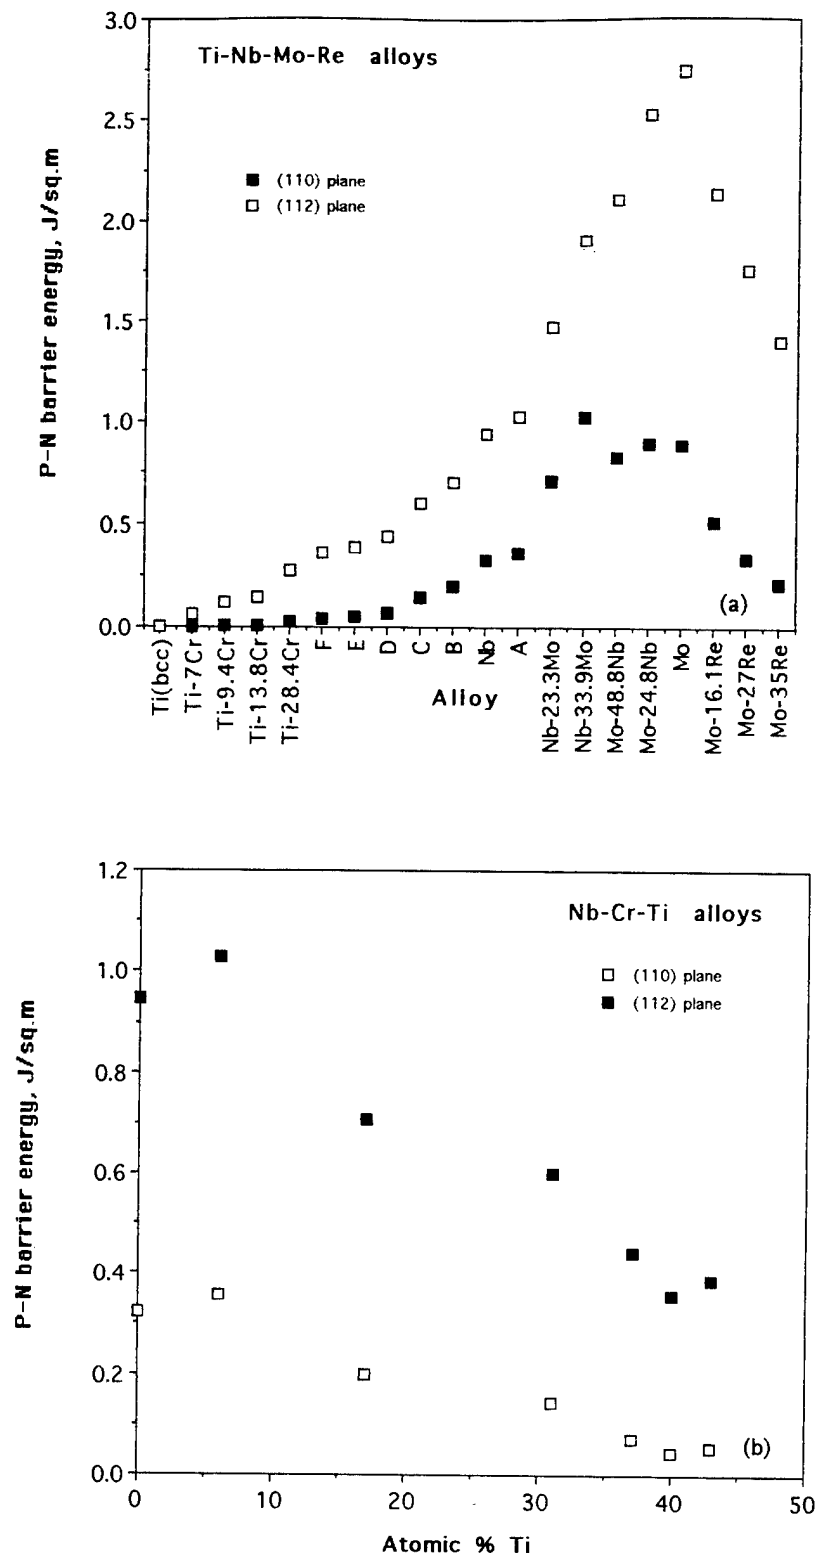 3.0
Ti-Nb-Mo-Re alloys
2.5
(110) plane
(112) plane
2.0
P-N barrier energy, J/sq.m
1.5
1.0
0.5
(a)
0.0
Ti(bcc)
Ti-7Cr
Ti-9.4Cr
Ti-13.8Cr
Ti-28.4Cr
F
E
D
C
B
Nb
A
Nb-23.3Mo
Nb-33.9Mo
Mo-48.8Nb
Mo-24.8Nb
Mo
Mo-16.1Re
Mo-27Re
Mo-35Re
Alloy
1.2
Nb-Cr-Ti alloys
1.0
(110) plane
(112) plane
0.8
P-N barrier energy, J/sq.m
0.6
0.4
0.2
(b)
0.0
0 10 20 30 40 50
Atomic % Ti